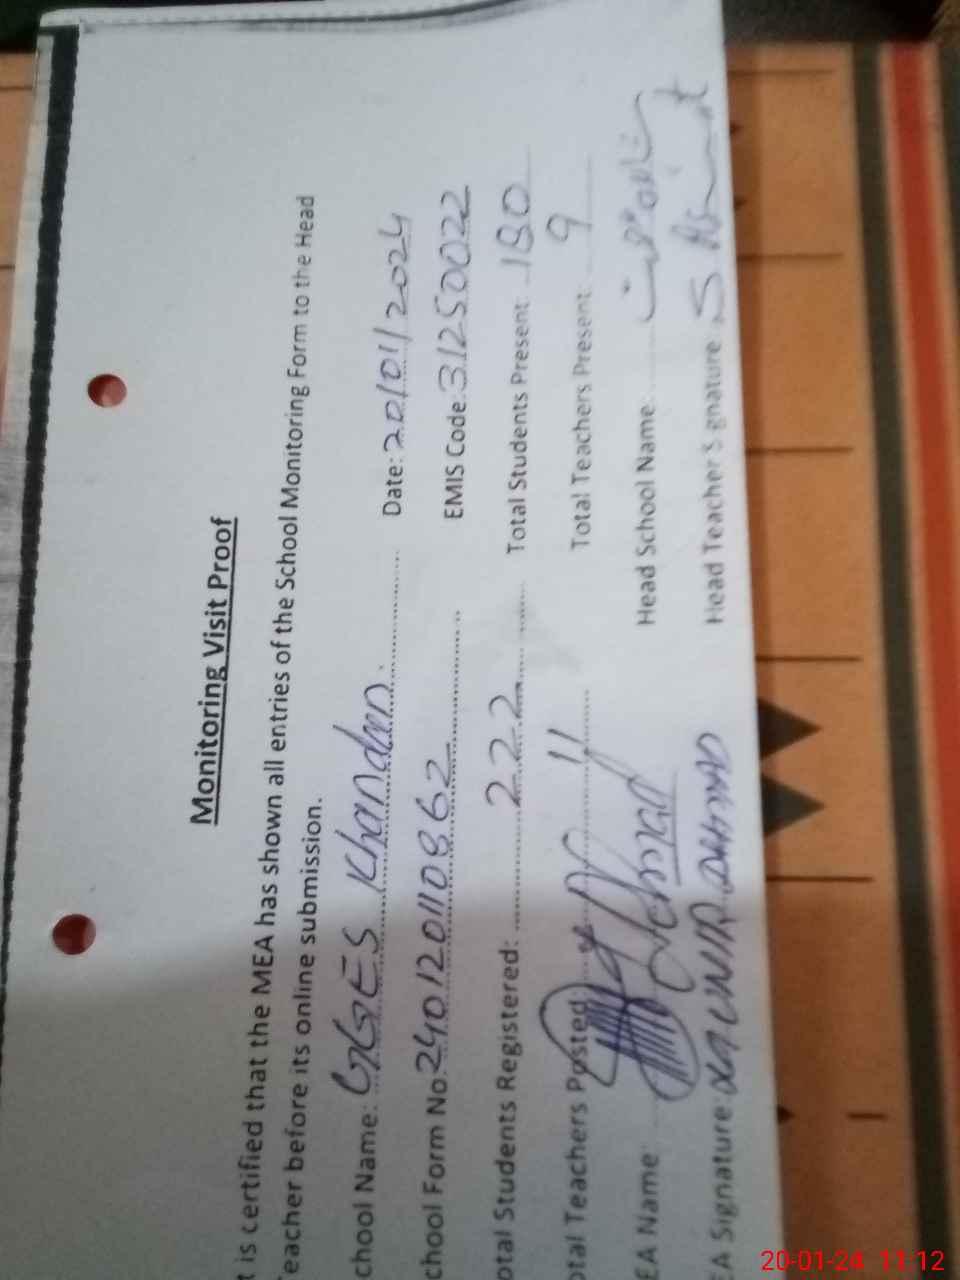 Monitoring Visit Proof
t is certified that the MEA has shown all entries of the School Monitoring Form to the Head
Teacher before its online submission.
chool Name: GGES Khandan. Date: 20/01/2024
chool Form No: 240120110862 EMIS Code: 31250022
otal Students Registered: 222 Total Students Present: 180
otal Teachers Posted: 11 Total Teachers Present: 9
EA Name: Head School Name:
EA Signature: Head Teacher Signature
20-01-24 11:12